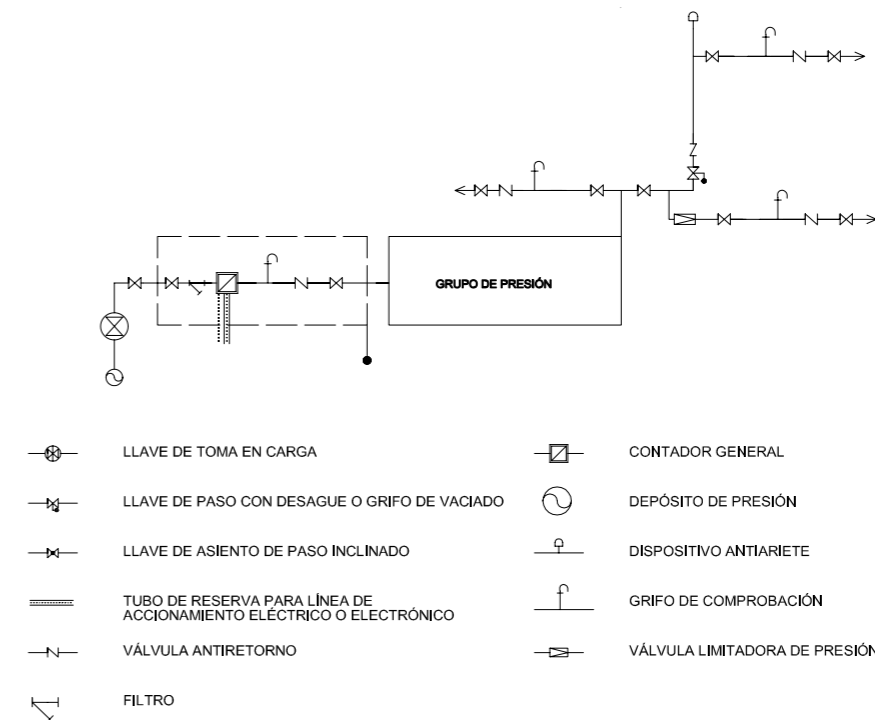 GRUPO DE PRESIÓN
LLAVE DE TOMA EN CARGA
LLAVE DE PASO CON DESAGUE O GRIFO DE VACIADO
LLAVE DE ASIENTO DE PASO INCLINADO
TUBO DE RESERVA PARA LÍNEA DE
ACCIONAMIENTO ELÉCTRICO O ELECTRÓNICO
VÁLVULA ANTIRETORNO
FILTRO
CONTADOR GENERAL
DEPÓSITO DE PRESIÓN
DISPOSITIVO ANTIARIETE
GRIFO DE COMPROBACIÓN
VÁLVULA LIMITADORA DE PRESIÓN